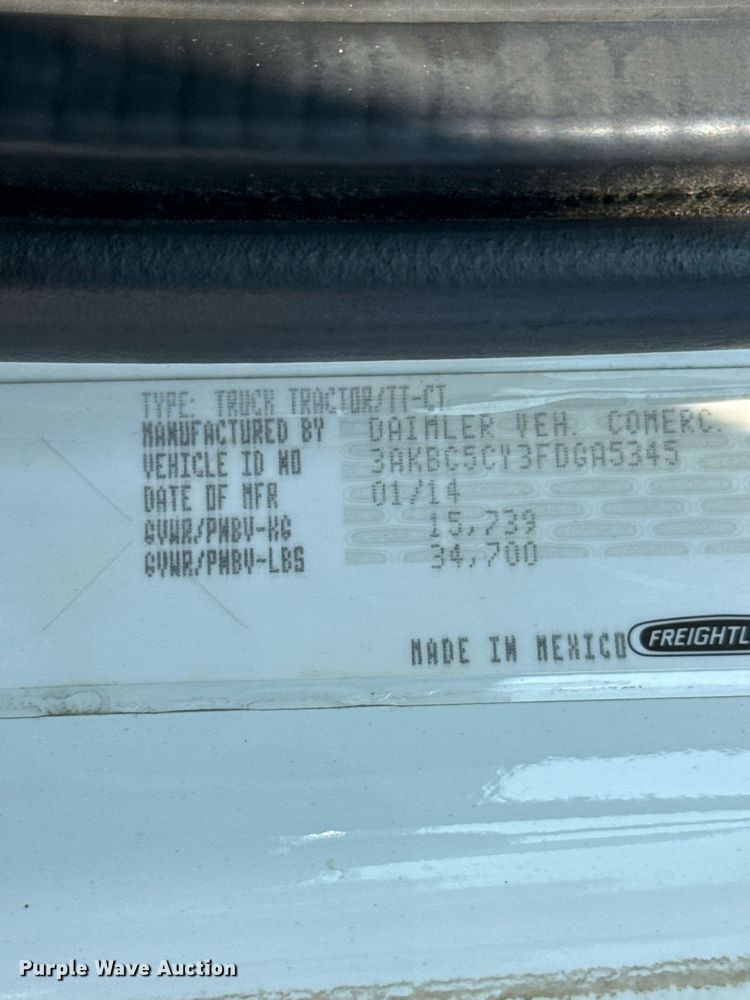 TYPE: TRUCK TRACTOR/TT-CT
MANUFACTURED BY DAIMLER VEH. COMERC.
VEHICLE ID NO 3AKBC5CY3FDGA5345
DATE OF MFR 01/14
GVWR/PNBV-KG 15,739
GVWR/PNBV-LBS 34,700
MADE IN MEXICO FREIGHTL
Purple Wave Auction